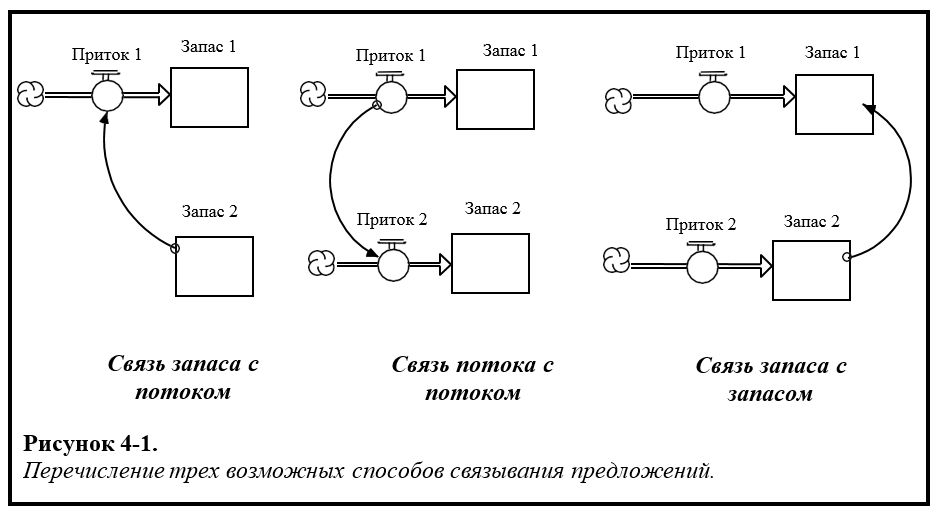 Приток 1
Запас 1
Запас 2
Связь запаса с
потоком
Приток 1
Запас 1
Приток 2
Запас 2
Связь потока с
потоком
Приток 1
Запас 1
Приток 2
Запас 2
Связь запаса с
запасом
Рисунок 4-1.
Перечисление трех возможных способов связывания предложений.